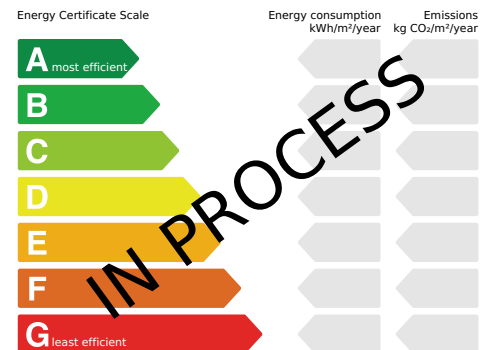 Energy Certificate Scale
Energy consumption
kWh/m²/year
Emissions
kg CO₂/m²/year
A most efficient
B
C
D
E
F
G least efficient
IN PROCESS